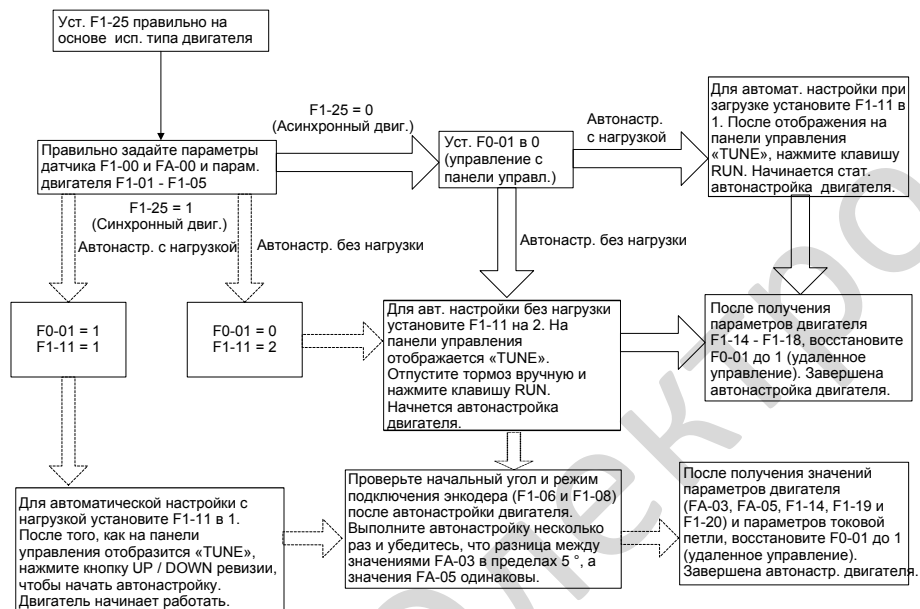 Уст. F1-25 правильно на
основе исп. типа двигателя
F1-25 = 0
(Асинхронный двиг.)
Правильно задайте параметры
датчика F1-00 и FA-00 и парам.
двигателя F1-01 - F1-05
Уст. F0-01 в 0
(управление с
панели управл.)
Автонастр.
с нагрузкой
Для автомат. настройки при
загрузке установите F1-11 в
1. После отображения на
панели управления
«TUNE», нажмите клавишу
RUN. Начинается стат.
автонастройка двигателя.
F1-25 = 1
(Синхронный двиг.)
Автонастр. с нагрузкой
Автонастр. без нагрузки
Автонастр. без нагрузки
F0-01 = 1
F1-11 = 1
F0-01 = 0
F1-11 = 2
Для авт. настройки без нагрузки
установите F1-11 на 2. На
панели управления
отображается «TUNE».
Отпустите тормоз вручную и
нажмите клавишу RUN.
Начнется автонастройка
двигателя.
После получения
параметров двигателя
F1-14 - F1-18, восстановите
F0-01 до 1 (удаленное
управление). Завершена
автонастройка двигателя.
Для автоматической настройки с
нагрузкой установите F1-11 в 1.
После того, как на панели
управления отобразится «TUNE»,
нажмите кнопку UP / DOWN ревизии,
чтобы начать автонастройку.
Двигатель начинает работать.
Проверьте начальный угол и режим
подключения энкодера (F1-06 и F1-08)
после автонастройки двигателя.
Выполните автонастройку несколько
раз и убедитесь, что разница между
значениями FA-03 в пределах 5 °, а
значения FA-05 одинаковы.
После получения значений
параметров двигателя
(FA-03, FA-05, F1-14, F1-19 и
F1-20) и параметров токовой
петли, восстановите F0-01 до 1
(удаленное управление).
Завершена автонастр. двигателя.
электро